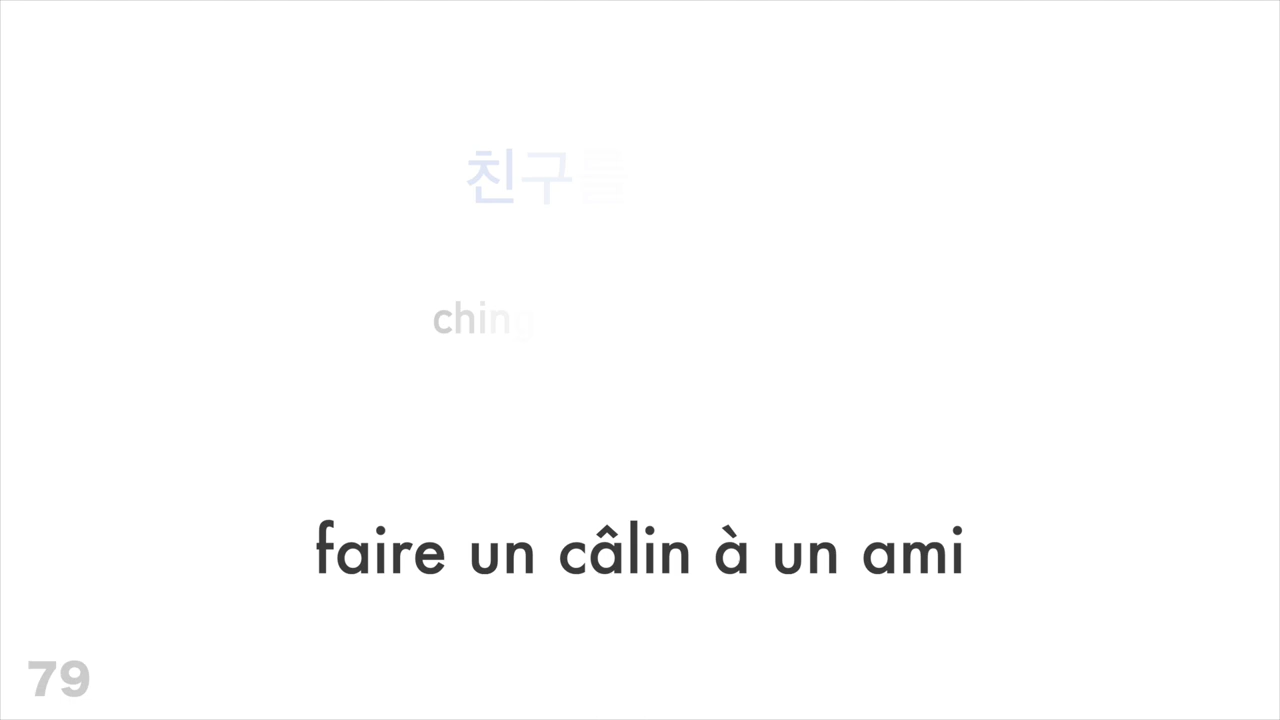 친구를
ching
faire un câlin à un ami
79